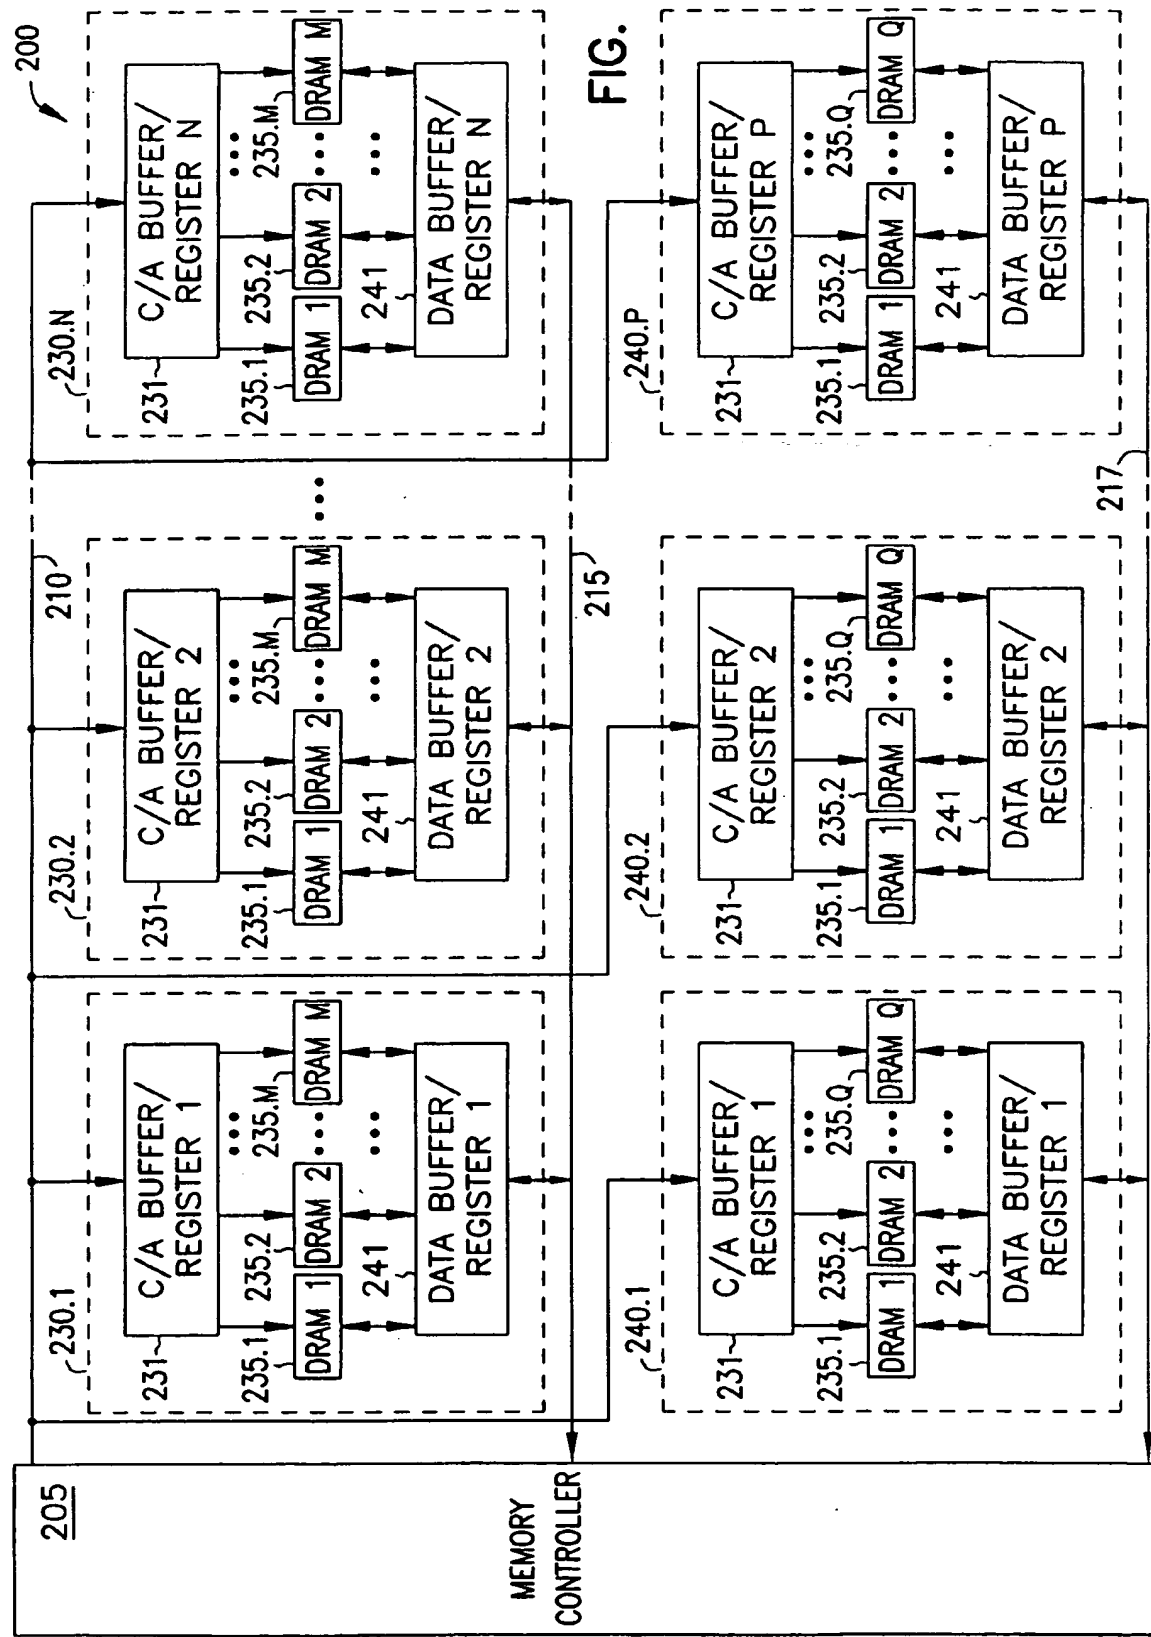 200
205
MEMORY
CONTROLLER
210
215
217
230.1
231
C/A BUFFER/
REGISTER 1
235.1
DRAM 1
235.2
DRAM 2
235.M
DRAM M
241
DATA BUFFER/
REGISTER 1
230.2
231
C/A BUFFER/
REGISTER 2
235.1
DRAM 1
235.2
DRAM 2
235.M
DRAM M
241
DATA BUFFER/
REGISTER 2
230.N
231
C/A BUFFER/
REGISTER N
235.1
DRAM 1
235.2
DRAM 2
235.M
DRAM M
241
DATA BUFFER/
REGISTER N
240.1
231
C/A BUFFER/
REGISTER 1
235.1
DRAM 1
235.2
DRAM 2
235.Q
DRAM Q
241
DATA BUFFER/
REGISTER 1
240.2
231
C/A BUFFER/
REGISTER 2
235.1
DRAM 1
235.2
DRAM 2
235.Q
DRAM Q
241
DATA BUFFER/
REGISTER 2
240.P
231
C/A BUFFER/
REGISTER P
235.1
DRAM 1
235.2
DRAM 2
235.Q
DRAM Q
241
DATA BUFFER/
REGISTER P
FIG.